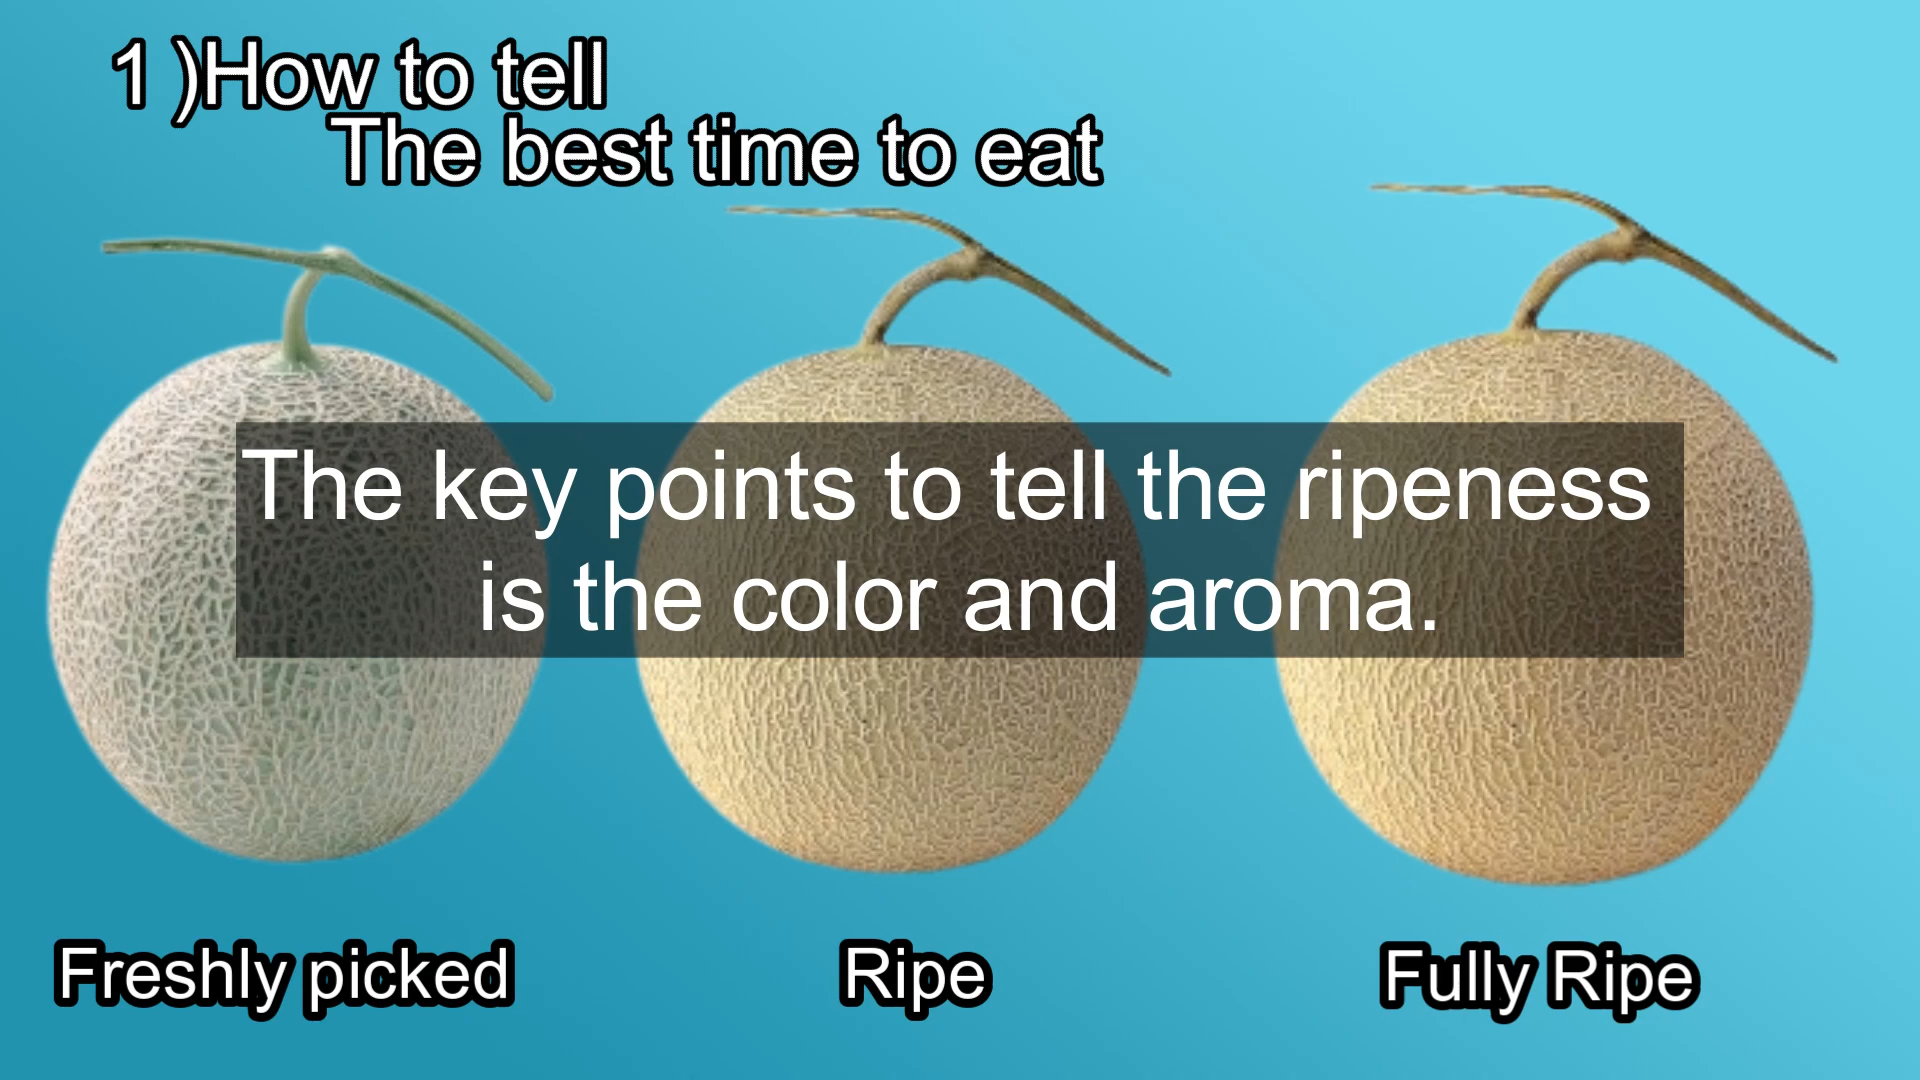 1 )How to tell
The best time to eat
The key points to tell the ripeness
is the color and aroma.
Freshly picked
Ripe
Fully Ripe